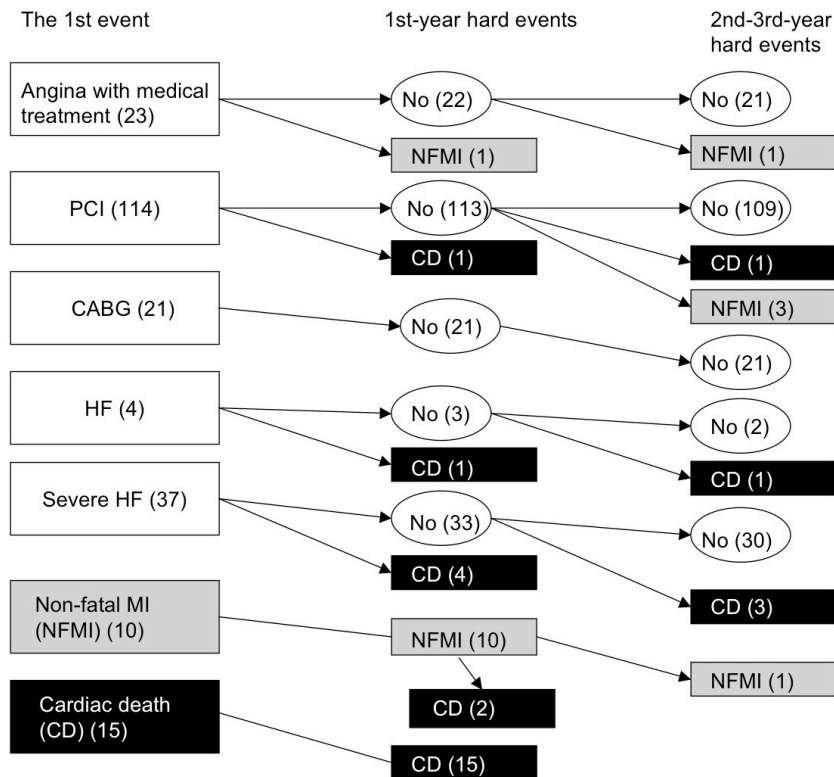 The 1st event
1st-year hard events
2nd-3rd-year
hard events
Angina with medical
treatment (23)
No (22)
No (21)
NFMI (1)
NFMI (1)
PCI (114)
No (113)
No (109)
CD (1)
CD (1)
NFMI (3)
CABG (21)
No (21)
No (21)
HF (4)
No (3)
No (2)
CD (1)
CD (1)
Severe HF (37)
No (33)
No (30)
CD (4)
CD (3)
Non-fatal MI
(NFMI) (10)
NFMI (10)
NFMI (1)
CD (2)
Cardiac death
(CD) (15)
CD (15)